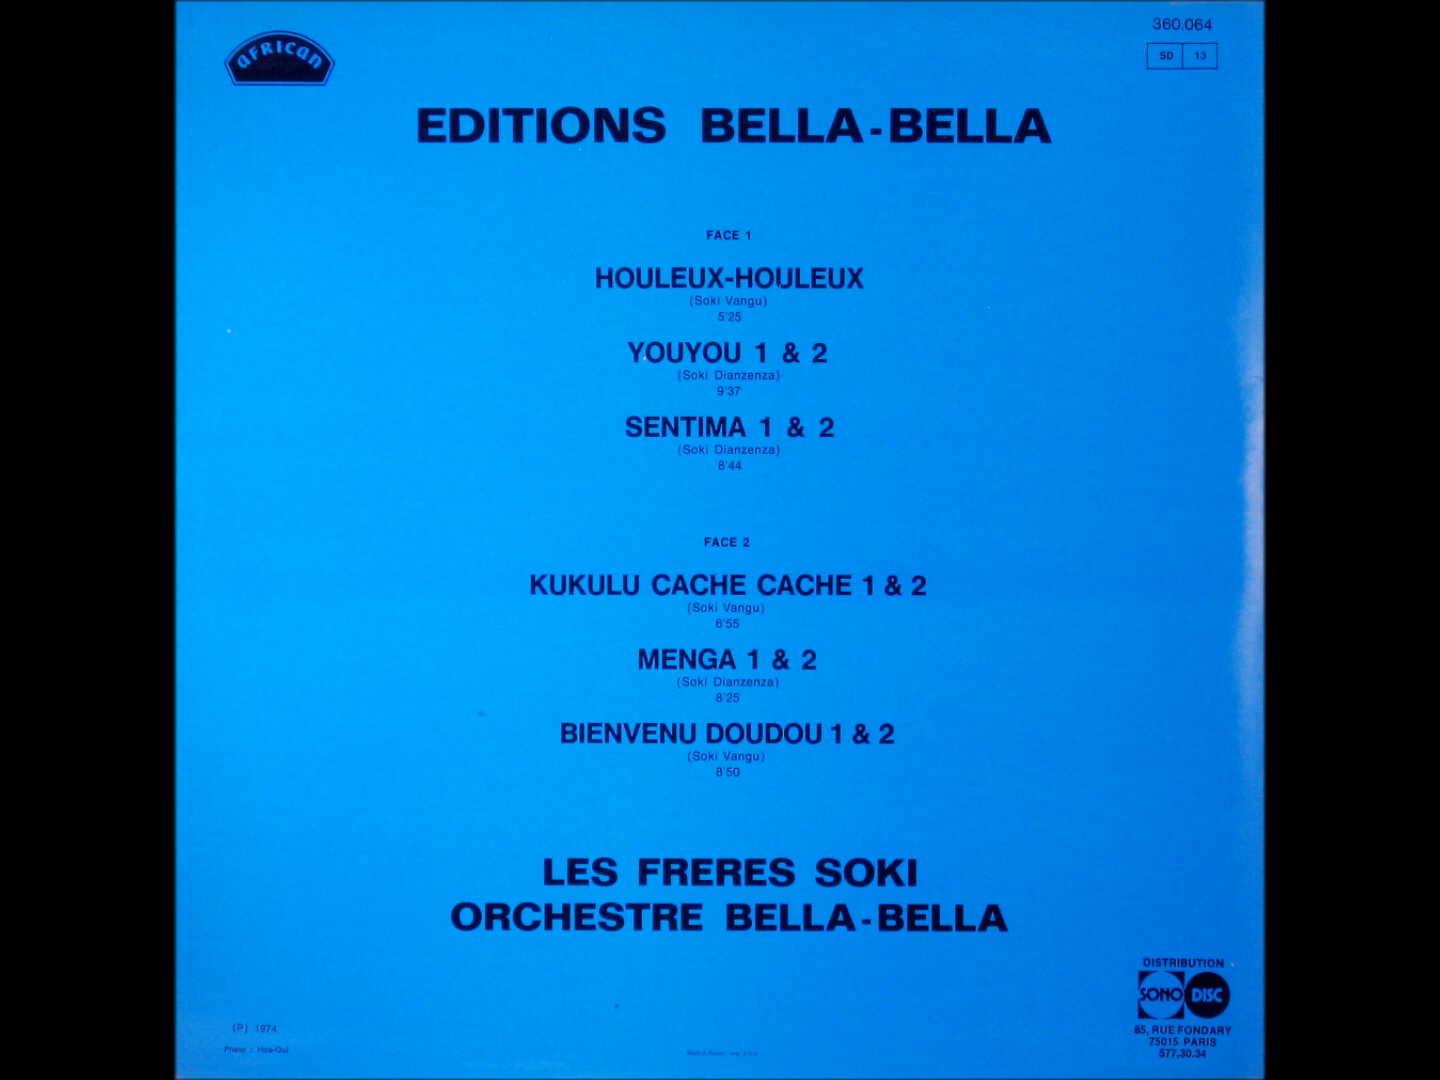 african
360.064
SD 13
EDITIONS BELLA-BELLA
FACE 1
HOULEUX-HOULEUX
(Soki Vangu)
5'25
YOUYOU 1 & 2
(Soki Dianzenza)
9'37
SENTIMA 1 & 2
(Soki Dianzenza)
8'44
FACE 2
KUKULU CACHE CACHE 1 & 2
(Soki Vangu)
6'55
MENGA 1 & 2
(Soki Dianzenza)
8'25
BIENVENU DOUDOU 1 & 2
(Soki Vangu)
8'50
LES FRERES SOKI
ORCHESTRE BELLA-BELLA
DISTRIBUTION
SONO DISC
85, RUE FONDARY
75015 PARIS
577.30.34
(P) 1974